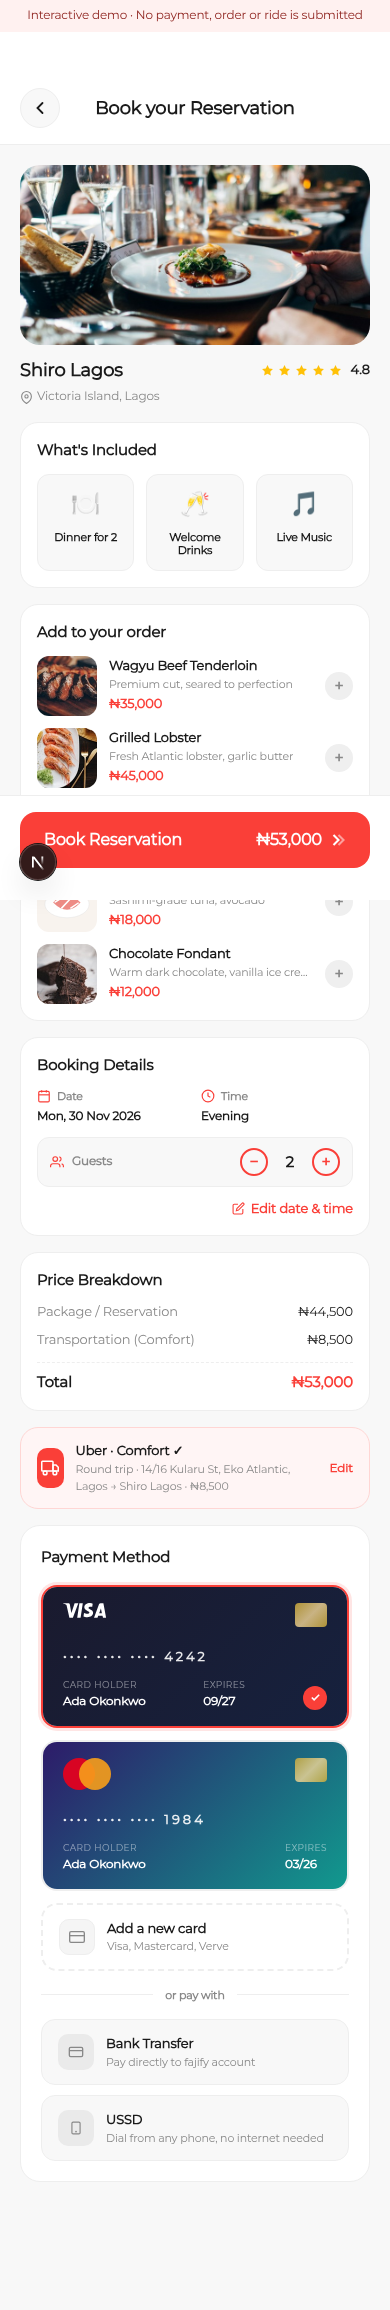 Interactive demo · No payment, order or ride is submitted
Book your Reservation
Shiro Lagos
4.8
Victoria Island, Lagos
What's Included
Dinner for 2
Welcome
Drinks
Live Music
Add to your order
Wagyu Beef Tenderloin
Premium cut, seared to perfection
₦35,000
Grilled Lobster
Fresh Atlantic lobster, garlic butter
₦45,000
Book Reservation ₦53,000
N
Sashimi-grade tuna, avocado
₦18,000
Chocolate Fondant
Warm dark chocolate, vanilla ice cre...
₦12,000
Booking Details
Date
Mon, 30 Nov 2026
Time
Evening
Guests
2
Edit date & time
Price Breakdown
Package / Reservation ₦44,500
Transportation (Comfort) ₦8,500
Total ₦53,000
Uber · Comfort ✓
Round trip · 14/16 Kularu St, Eko Atlantic,
Lagos → Shiro Lagos · ₦8,500
Edit
Payment Method
VISA
•••• •••• •••• 4242
CARD HOLDER
Ada Okonkwo
EXPIRES
09/27
•••• •••• •••• 1984
CARD HOLDER
Ada Okonkwo
EXPIRES
03/26
Add a new card
Visa, Mastercard, Verve
or pay with
Bank Transfer
Pay directly to fajify account
USSD
Dial from any phone, no internet needed